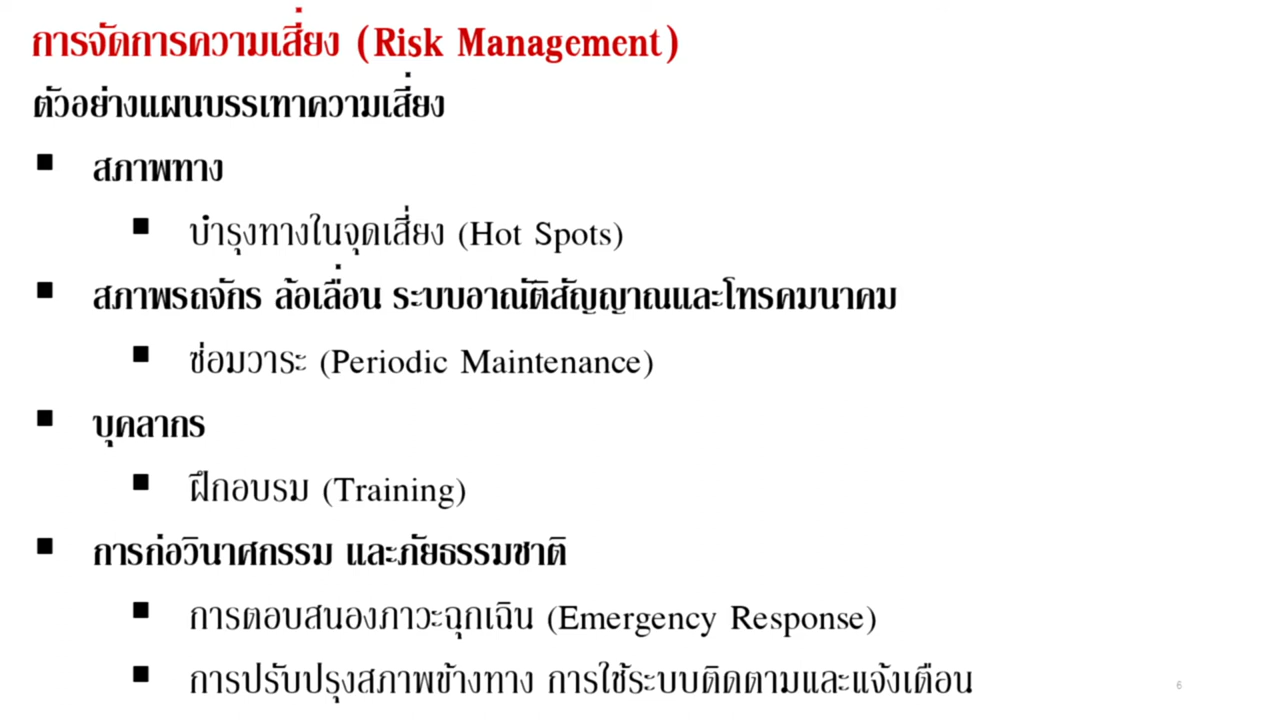 การจัดการความเสี่ยง (Risk Management)
ตัวอย่างแผนบรรเทาความเสี่ยง
▪ สภาพทาง
▪ บำรุงทางในจุดเสี่ยง (Hot Spots)
▪ สภาพรถจักร ล้อเลื่อน ระบบอาณัติสัญญาณและโทรคมนาคม
▪ ซ่อมวาระ (Periodic Maintenance)
▪ บุคลากร
▪ ฝึกอบรม (Training)
▪ การก่อวินาศกรรม และภัยธรรมชาติ
▪ การตอบสนองภาวะฉุกเฉิน (Emergency Response)
▪ การปรับปรุงสภาพข้างทาง การใช้ระบบติดตามและแจ้งเตือน
6